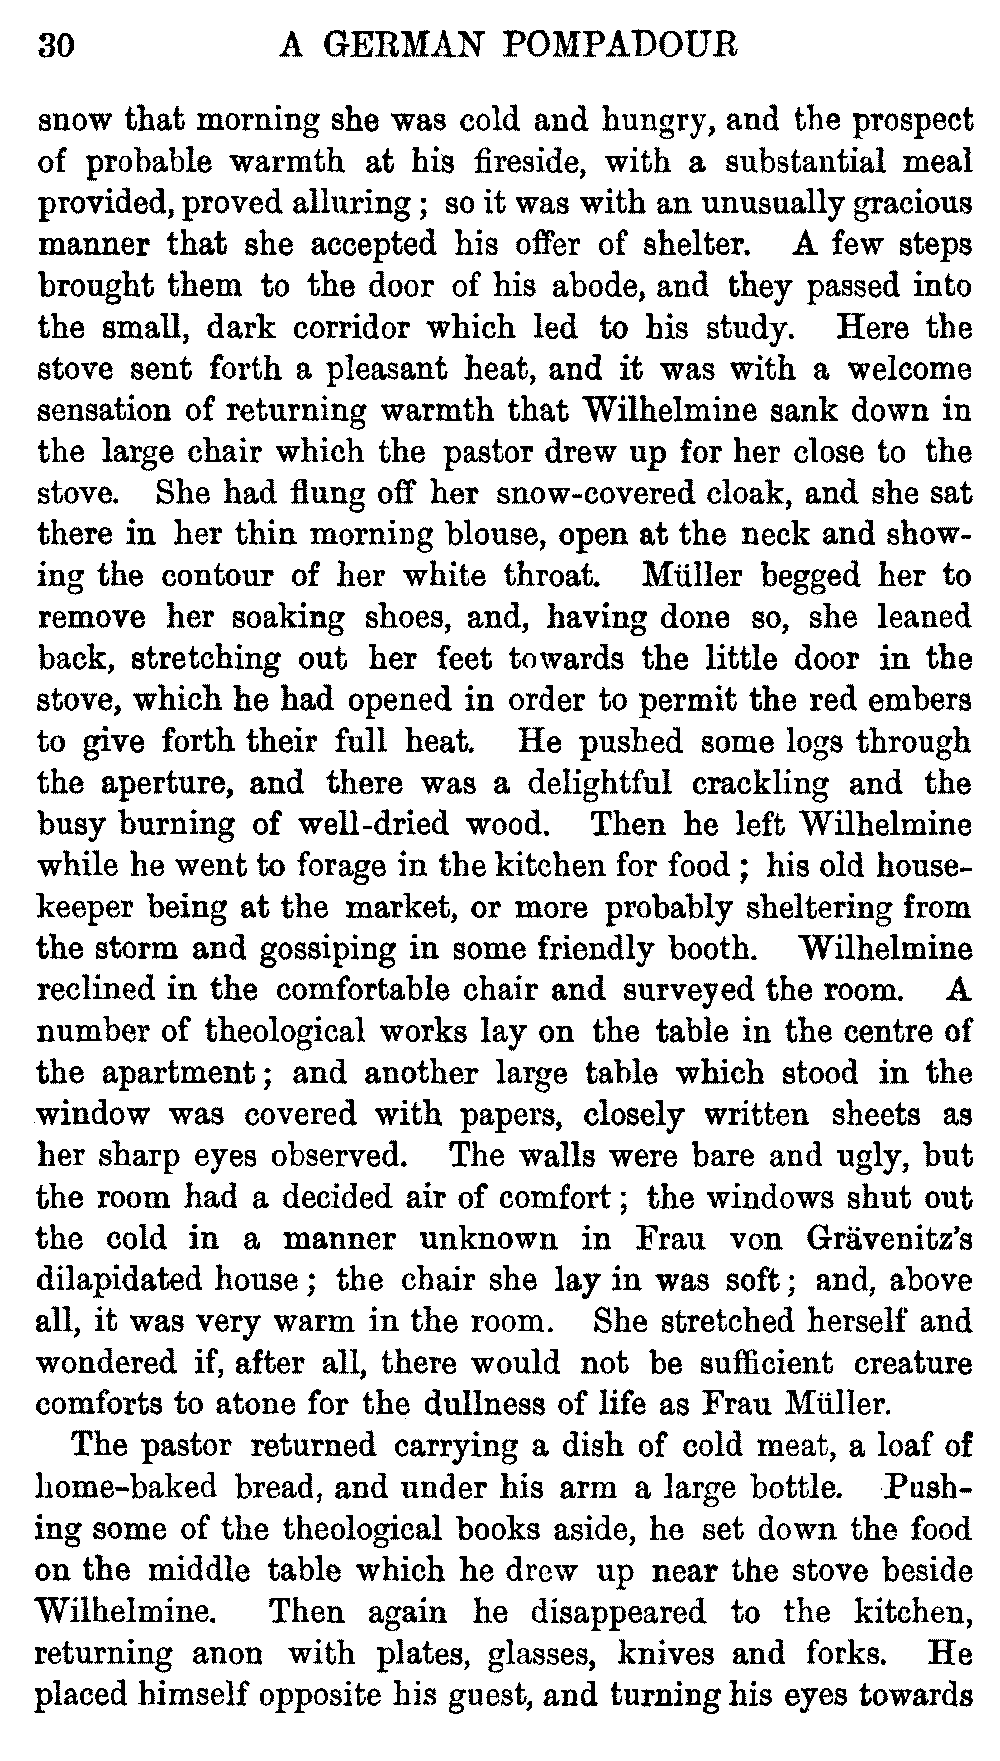 30 A GERMAN POMPADOUR
snow that morning she was cold and hungry, and the prospect
of probable warmth at his fireside, with a substantial meal
provided, proved alluring ; so it was with an unusually gracious
manner that she accepted his offer of shelter. A few steps
brought them to the door of his abode, and they passed into
the small, dark corridor which led to his study. Here the
stove sent forth a pleasant heat, and it was with a welcome
sensation of returning warmth that Wilhelmine sank down in
the large chair which the pastor drew up for her close to the
stove. She had flung off her snow-covered cloak, and she sat
there in her thin morning blouse, open at the neck and show-
ing the contour of her white throat. Müller begged her to
remove her soaking shoes, and, having done so, she leaned
back, stretching out her feet towards the little door in the
stove, which he had opened in order to permit the red embers
to give forth their full heat. He pushed some logs through
the aperture, and there was a delightful crackling and the
busy burning of well-dried wood. Then he left Wilhelmine
while he went to forage in the kitchen for food ; his old house-
keeper being at the market, or more probably sheltering from
the storm and gossiping in some friendly booth. Wilhelmine
reclined in the comfortable chair and surveyed the room. A
number of theological works lay on the table in the centre of
the apartment ; and another large table which stood in the
window was covered with papers, closely written sheets as
her sharp eyes observed. The walls were bare and ugly, but
the room had a decided air of comfort ; the windows shut out
the cold in a manner unknown in Frau von Grävenitz's
dilapidated house ; the chair she lay in was soft ; and, above
all, it was very warm in the room. She stretched herself and
wondered if, after all, there would not be sufficient creature
comforts to atone for the dullness of life as Frau Müller.
The pastor returned carrying a dish of cold meat, a loaf of
home-baked bread, and under his arm a large bottle. Push-
ing some of the theological books aside, he set down the food
on the middle table which he drew up near the stove beside
Wilhelmine. Then again he disappeared to the kitchen,
returning anon with plates, glasses, knives and forks. He
placed himself opposite his guest, and turning his eyes towards